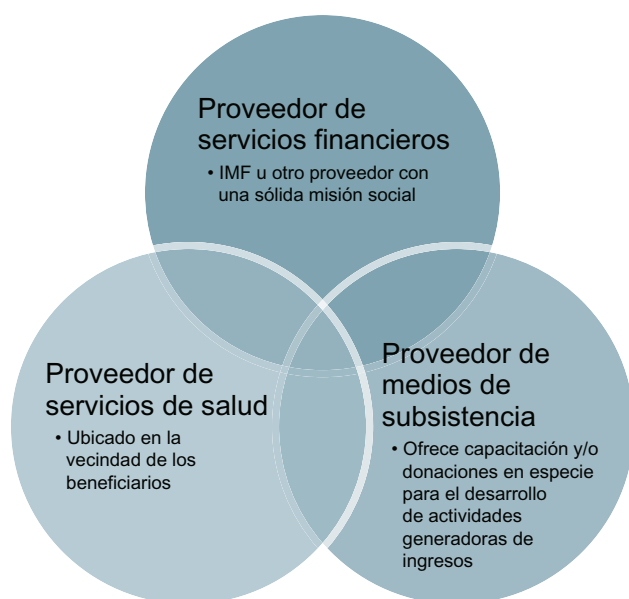 Proveedor de
servicios financieros
• IMF u otro proveedor con
una sólida misión social
Proveedor de
servicios de salud
• Ubicado en la
vecindad de los
beneficiarios
Proveedor de
medios de
subsistencia
• Ofrece capacitación y/o
donaciones en especie
para el desarrollo
de actividades
generadoras de
ingresos